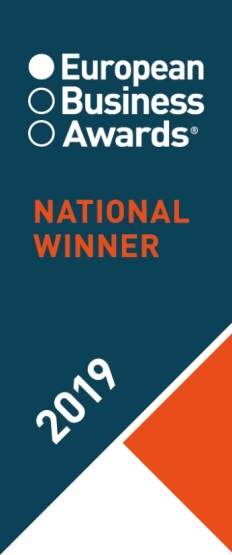 European
Business
Awards®
NATIONAL
WINNER
2019